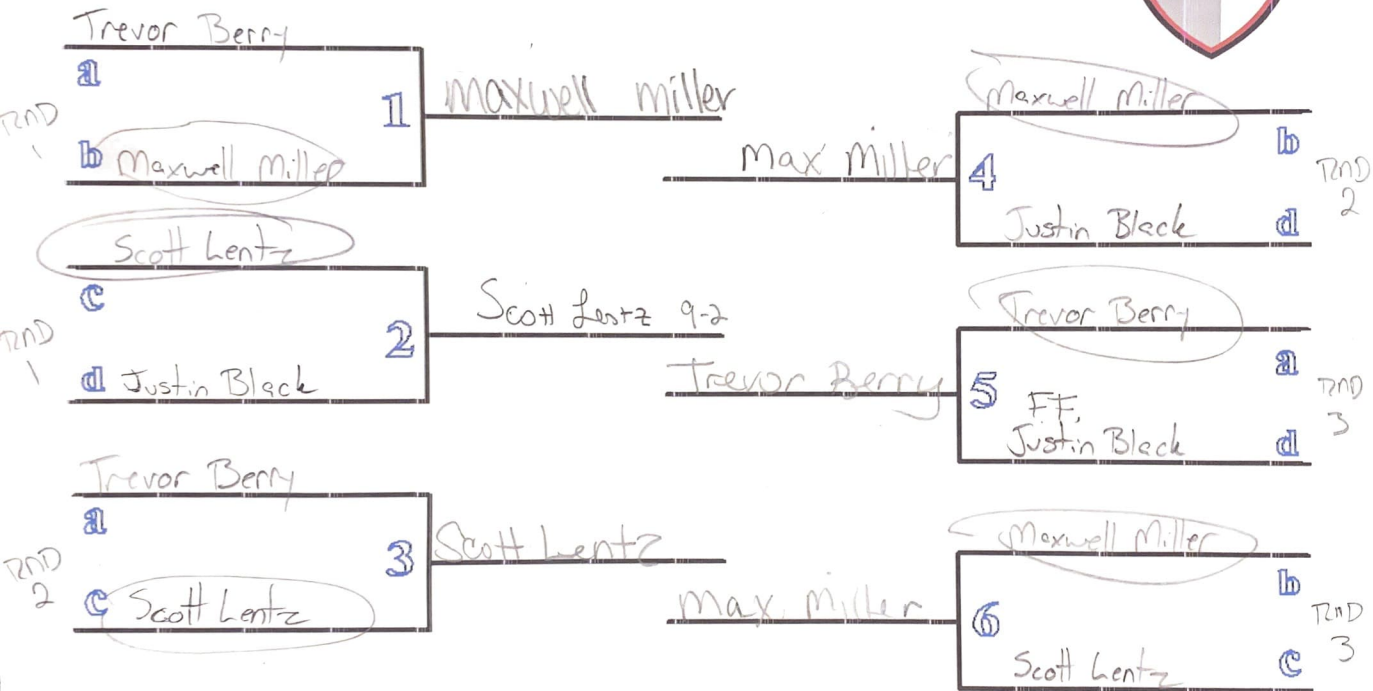 Trevor Berry
a
RND 1
1
maxwell miller
b Maxwell Miller
Scott Lentz
c
RND 1
2
Scott Lentz 9-2
d Justin Black
Trevor Berry
a
RND 2
3
Scott Lentz
c Scott Lentz
Maxwell Miller
b
Max Miller
4
RND 2
Justin Black
d
Trevor Berry
a
Trevor Berry
5
RND 3
FF,
Justin Black
d
Maxwell Miller
b
max miller
6
RND 3
Scott Lentz
c